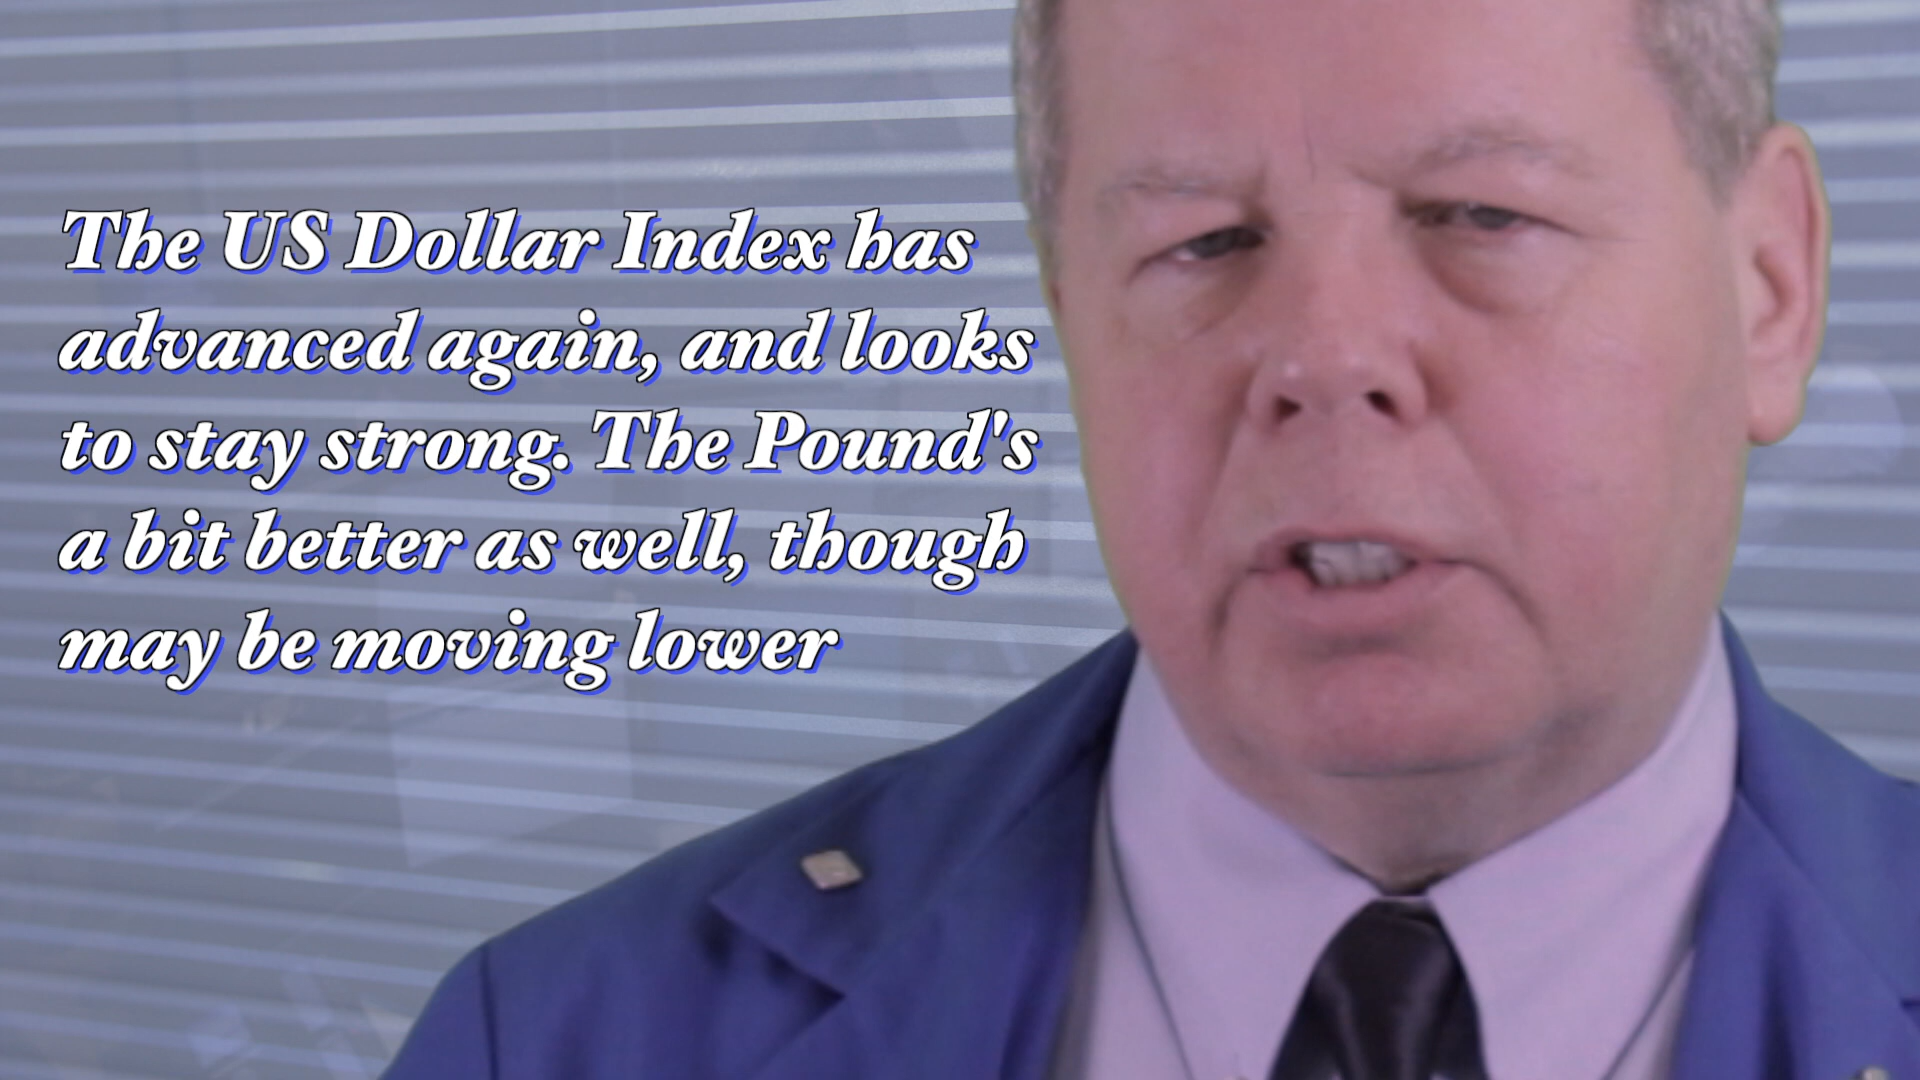 The US Dollar Index has
advanced again, and looks
to stay strong. The Pound's
a bit better as well, though
may be moving lower